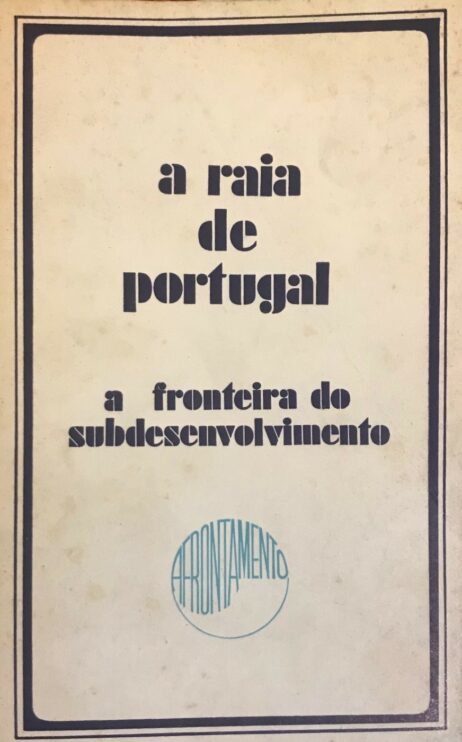 a raia
de
portugal
a fronteira do
subdesenvolvimento
AFRONTAMENTO